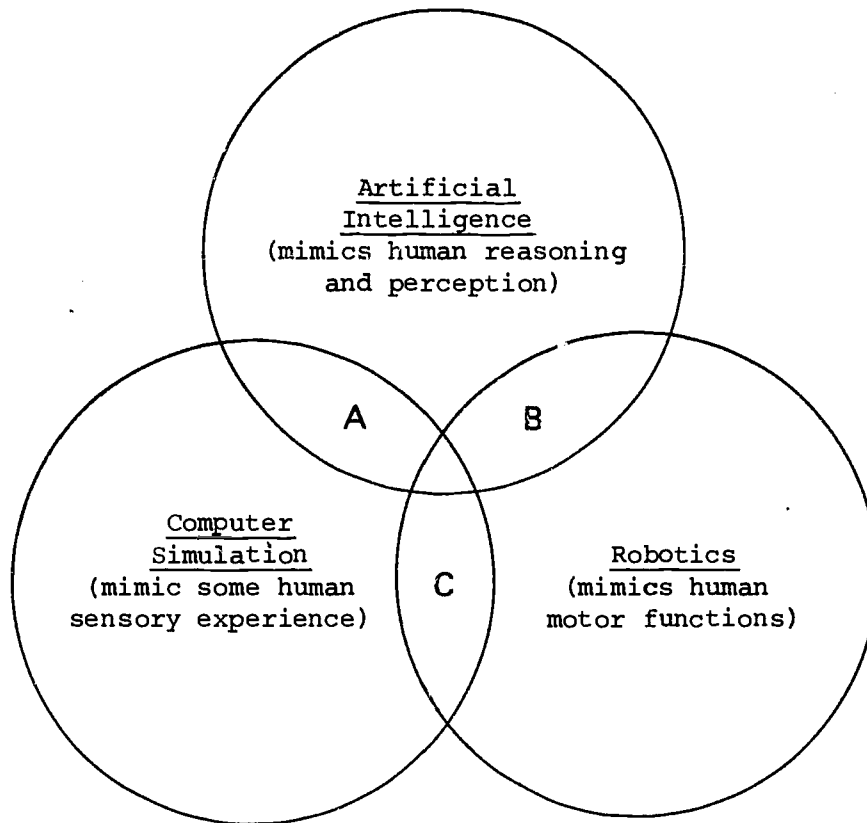 Artificial
Intelligence
(mimics human reasoning
and perception)
A
B
Computer
Simulation
(mimic some human
sensory experience)
C
Robotics
(mimics human
motor functions)